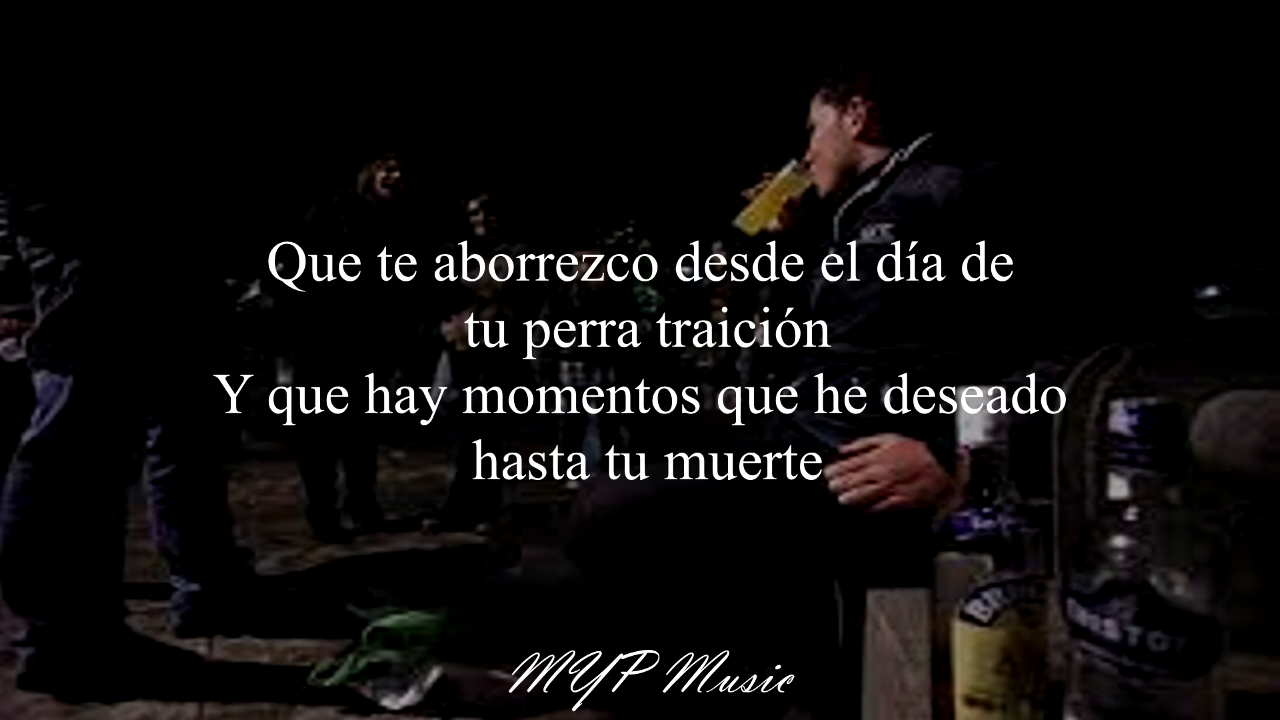 Que te aborrezco desde el día de
tu perra traición
Y que hay momentos que he deseado
hasta tu muerte
MYP Music